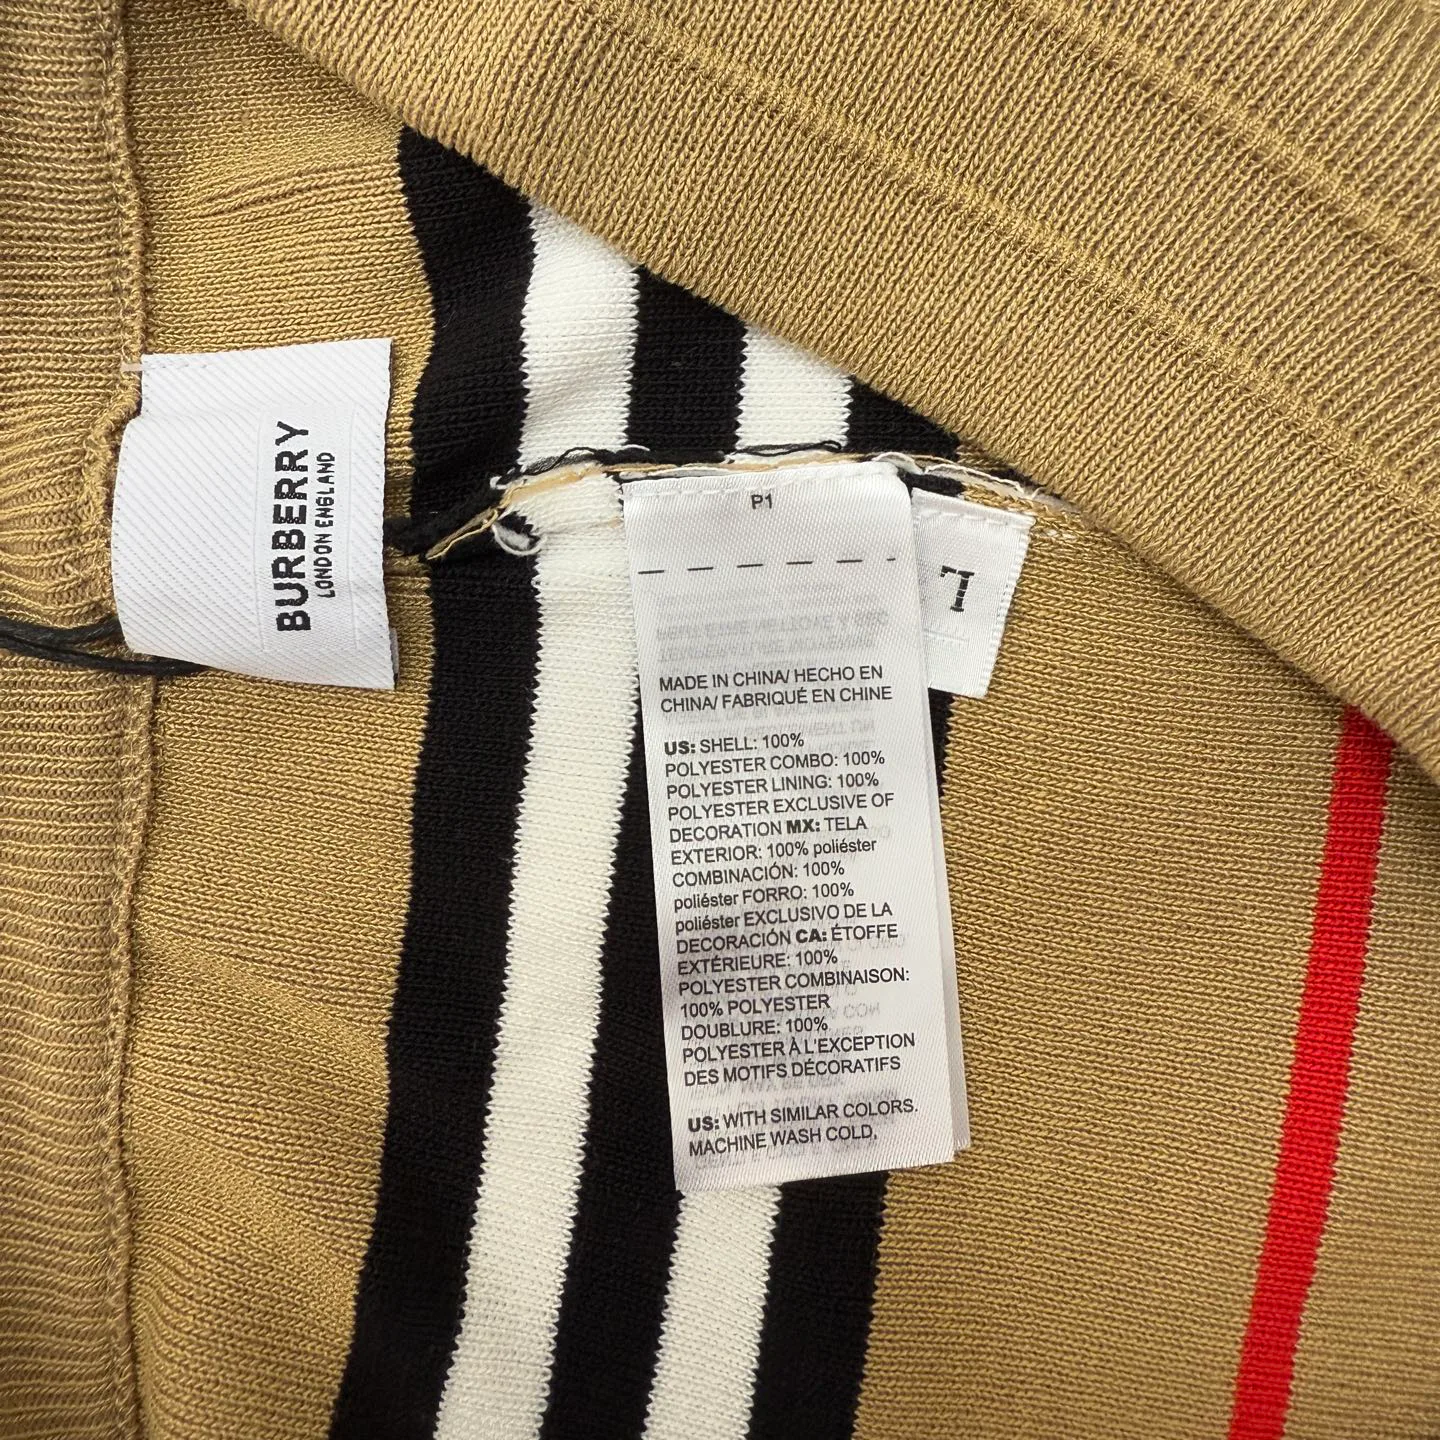 BURBERRY
LONDON ENGLAND
P1
L
MADE IN CHINA/ HECHO EN
CHINA/ FABRIQUÉ EN CHINE
US: SHELL: 100%
POLYESTER COMBO: 100%
POLYESTER LINING: 100%
POLYESTER EXCLUSIVE OF
DECORATION MX: TELA
EXTERIOR: 100% poliéster
COMBINACIÓN: 100%
poliéster FORRO: 100%
poliéster EXCLUSIVO DE LA
DECORACIÓN CA: ÉTOFFE
EXTÉRIEURE: 100%
POLYESTER COMBINAISON:
100% POLYESTER
DOUBLURE: 100%
POLYESTER À L'EXCEPTION
DES MOTIFS DÉCORATIFS
US: WITH SIMILAR COLORS.
MACHINE WASH COLD,